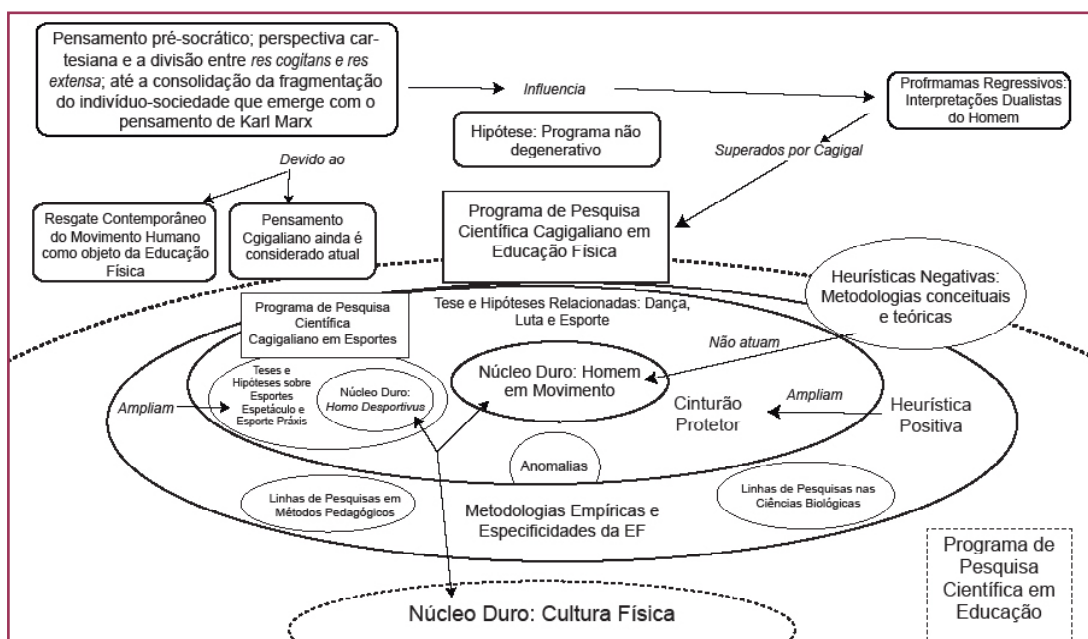 Pensamento pré-socrático; perspectiva car-
tesiana e a divisão entre res cogitans e res
extensa; até a consolidação da fragmentação
do indivíduo-sociedade que emerge com o
pensamento de Karl Marx
Influencia
Profrmamas Regressivos:
Interpretações Dualistas
do Homem
Hipótese: Programa não
degenerativo
Superados por Cagigal
Devido ao
Resgate Contemporâneo
do Movimento Humano
como objeto da Educação
Física
Pensamento
Cgigaliano ainda é
considerado atual
Programa de Pesquisa
Científica Cagigaliano em
Educação Física
Heurísticas Negativas:
Metodologias conceituais
e teóricas
Programa de Pesquisa
Científica
Cagigaliano em Esportes
Tese e Hipóteses Relacionadas: Dança,
Luta e Esporte
Não atuam
Núcleo Duro: Homem
em Movimento
Teses e
Hipóteses sobre
Esportes
Espetáculo e
Esporte Práxis
Núcleo Duro:
Homo Desportivus
Ampliam
Cinturão
Protetor
Ampliam
Heurística
Positiva
Anomalias
Linhas de Pesquisas em
Métodos Pedagógicos
Metodologias Empíricas e
Especificidades da EF
Linhas de Pesquisas nas
Ciências Biológicas
Programa de
Pesquisa
Científica em
Educação
Núcleo Duro: Cultura Física